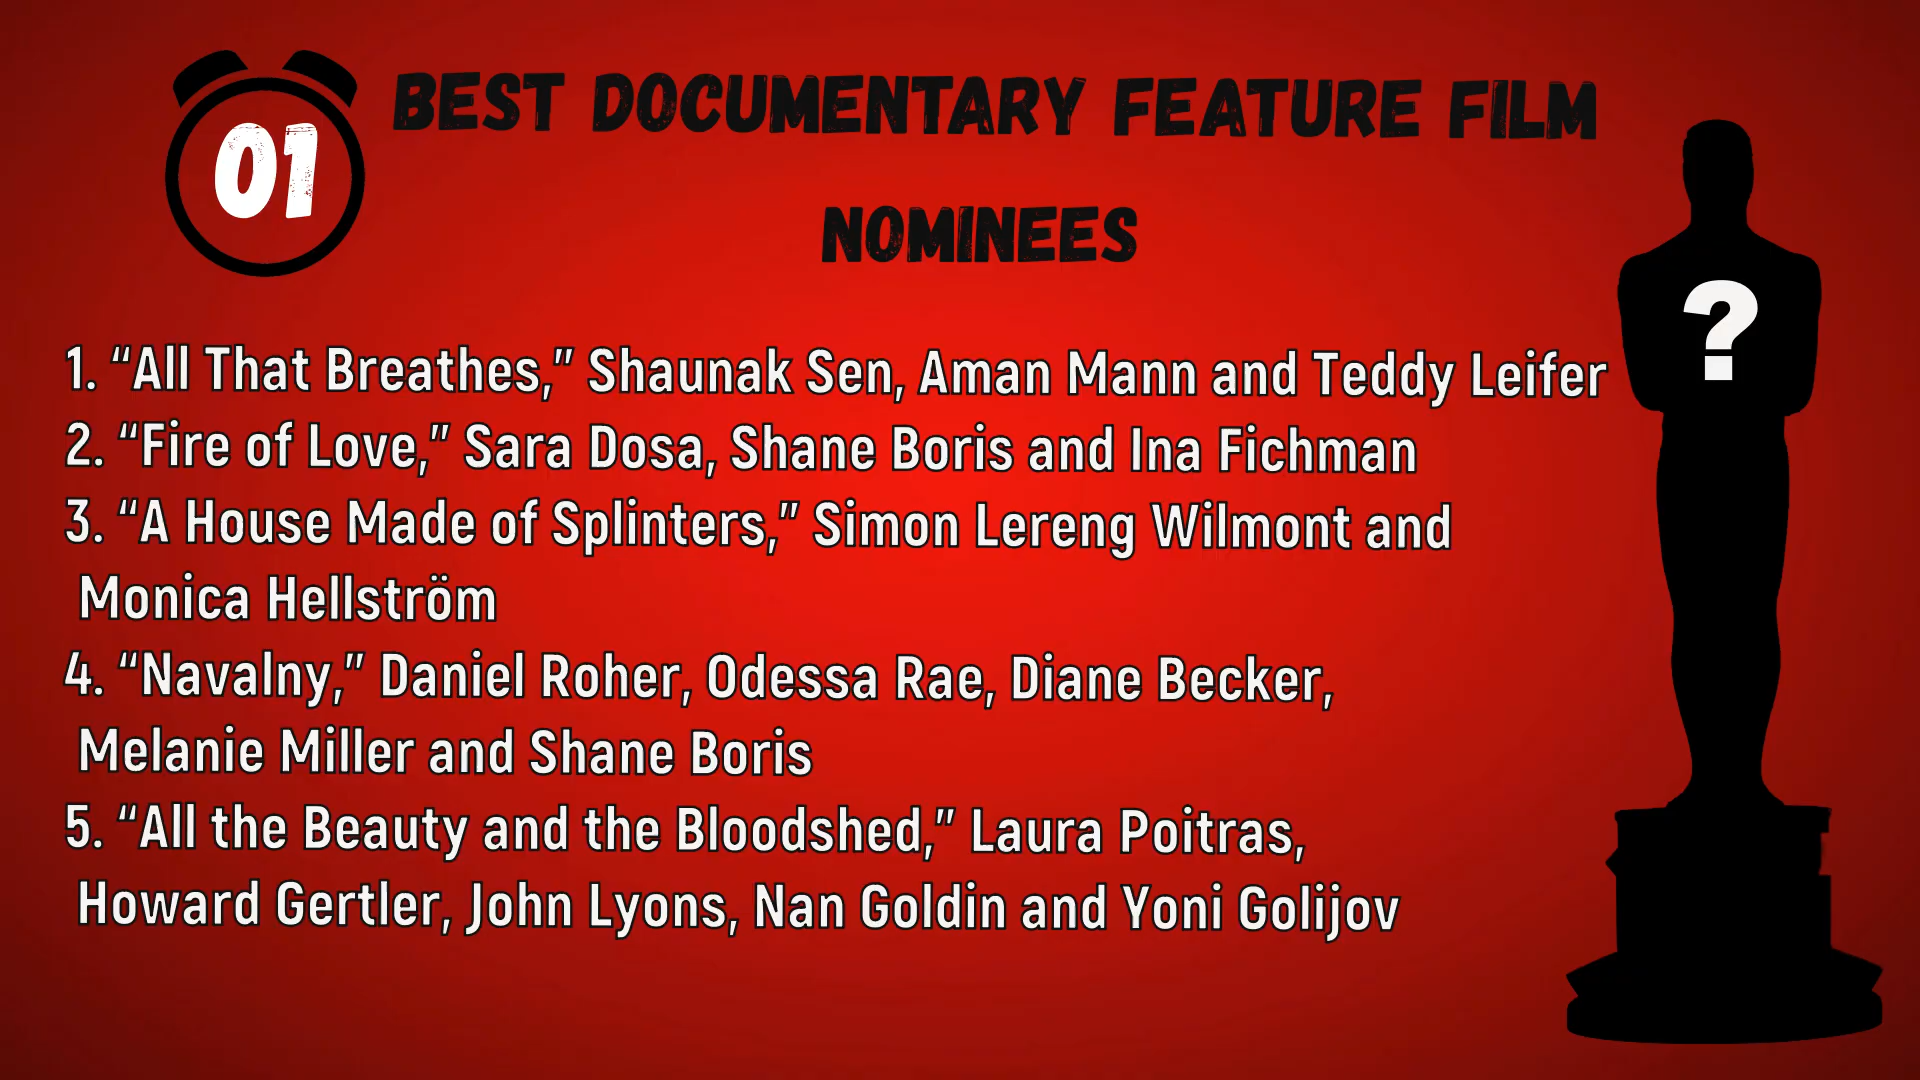 01
BEST DOCUMENTARY FEATURE FILM
NOMINEES
?
1. “All That Breathes,” Shaunak Sen, Aman Mann and Teddy Leifer
2. “Fire of Love,” Sara Dosa, Shane Boris and Ina Fichman
3. “A House Made of Splinters,” Simon Lereng Wilmont and
Monica Hellström
4. “Navalny,” Daniel Roher, Odessa Rae, Diane Becker,
Melanie Miller and Shane Boris
5. “All the Beauty and the Bloodshed,” Laura Poitras,
Howard Gertler, John Lyons, Nan Goldin and Yoni Golijov